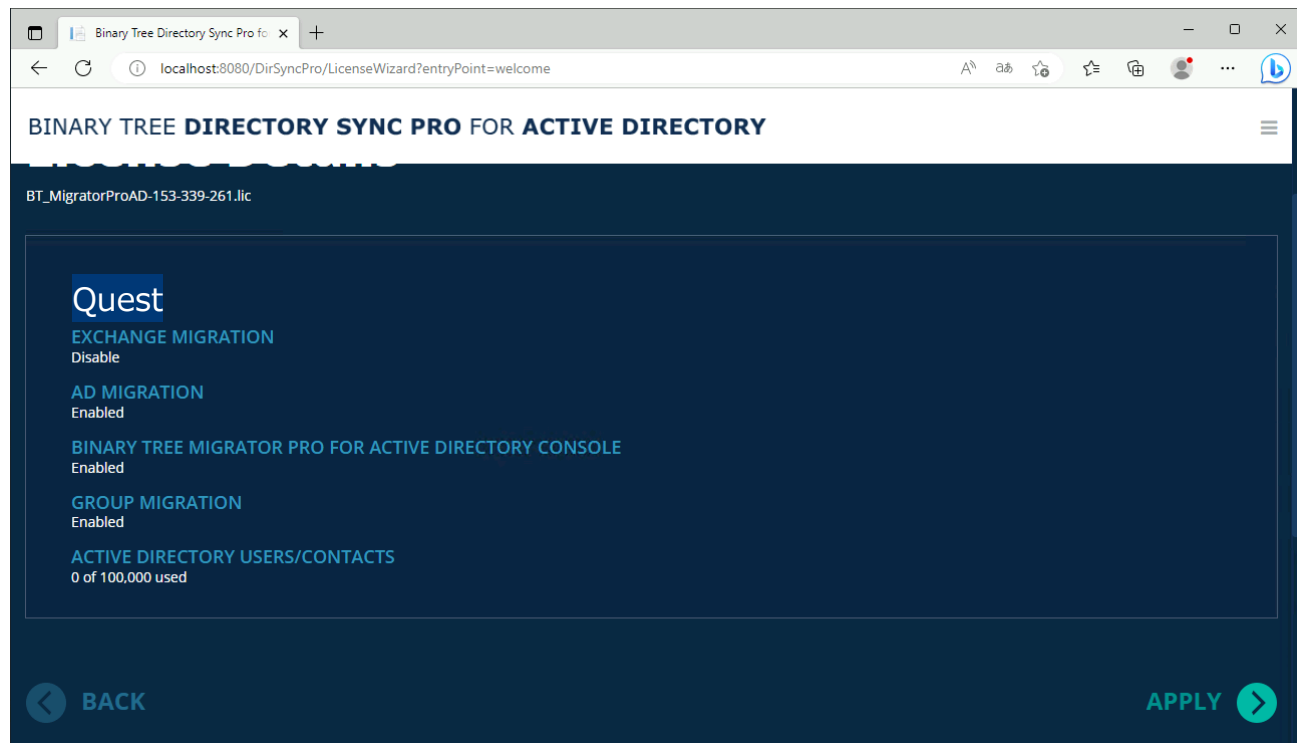 Binary Tree Directory Sync Pro fo
localhost:8080/DirSyncPro/LicenseWizard?entryPoint=welcome
BINARY TREE DIRECTORY SYNC PRO FOR ACTIVE DIRECTORY
License Details
BT_MigratorProAD-153-339-261.lic
Quest
EXCHANGE MIGRATION
Disable
AD MIGRATION
Enabled
BINARY TREE MIGRATOR PRO FOR ACTIVE DIRECTORY CONSOLE
Enabled
GROUP MIGRATION
Enabled
ACTIVE DIRECTORY USERS/CONTACTS
0 of 100,000 used
BACK
APPLY